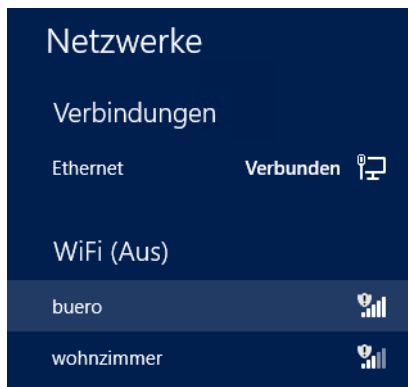 Netzwerke
Verbindungen
Ethernet Verbunden
WiFi (Aus)
buero
wohnzimmer